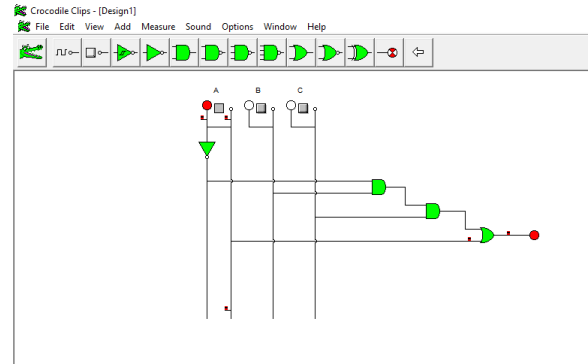 Crocodile Clips - [Design1]
File Edit View Add Measure Sound Options Window Help
A B C